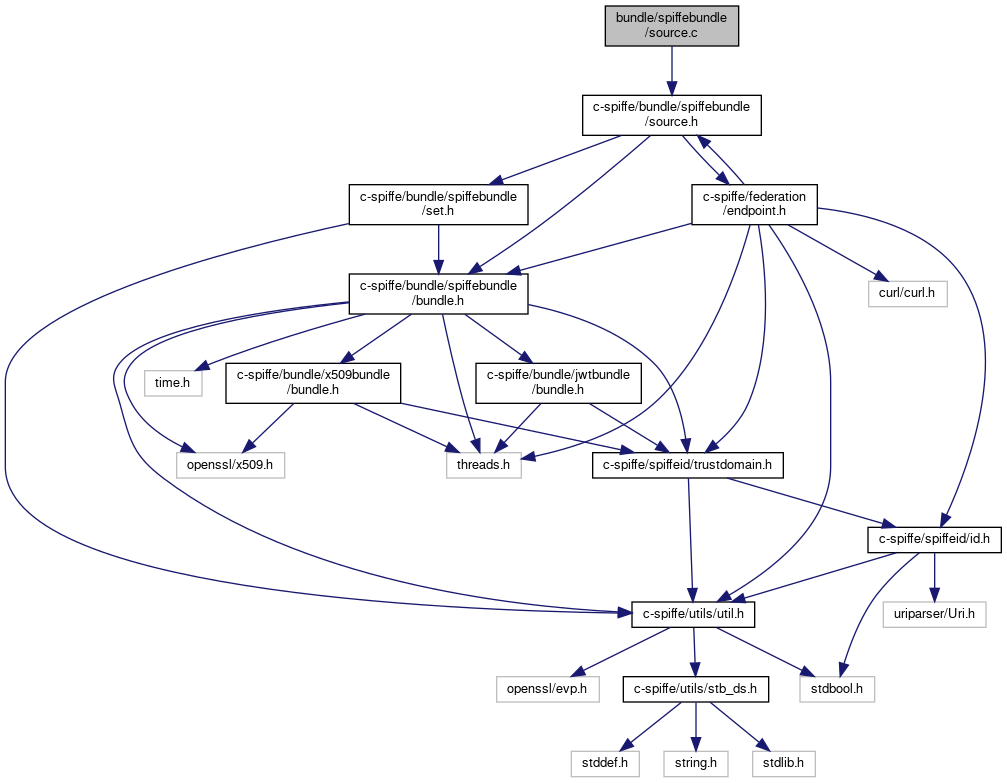 bundle/spiffebundle
/source.c
c-spiffe/bundle/spiffebundle
/source.h
c-spiffe/bundle/spiffebundle
/set.h
c-spiffe/federation
/endpoint.h
c-spiffe/bundle/spiffebundle
/bundle.h
curl/curl.h
time.h
c-spiffe/bundle/x509bundle
/bundle.h
c-spiffe/bundle/jwtbundle
/bundle.h
openssl/x509.h
threads.h
c-spiffe/spiffeid/trustdomain.h
c-spiffe/spiffeid/id.h
c-spiffe/utils/util.h
uriparser/Uri.h
openssl/evp.h
c-spiffe/utils/stb_ds.h
stdbool.h
stddef.h
string.h
stdlib.h